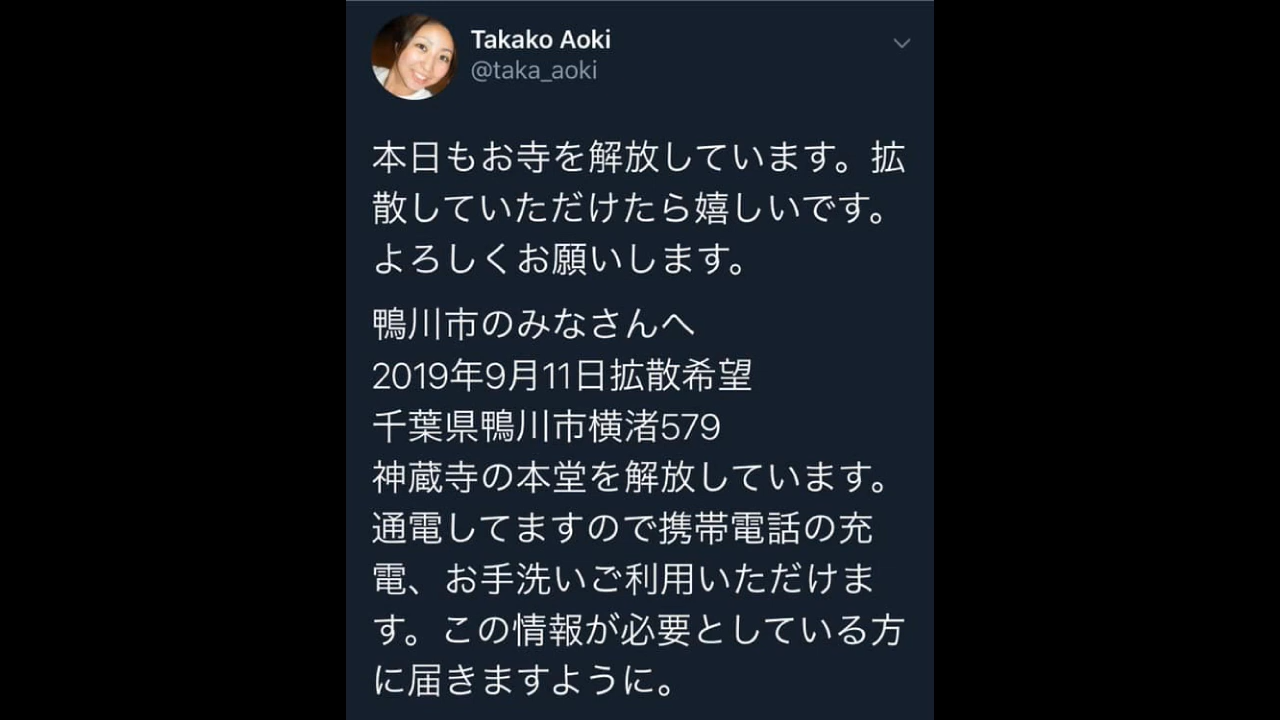 Takako Aoki
@taka_aoki
本日もお寺を解放しています。拡
散していただけたら嬉しいです。
よろしくお願いします。
鴨川市のみなさんへ
2019年9月11日拡散希望
千葉県鴨川市横渚579
神蔵寺の本堂を解放しています。
通電してますので携帯電話の充
電、お手洗いご利用いただけま
す。この情報が必要としている方
に届きますように。